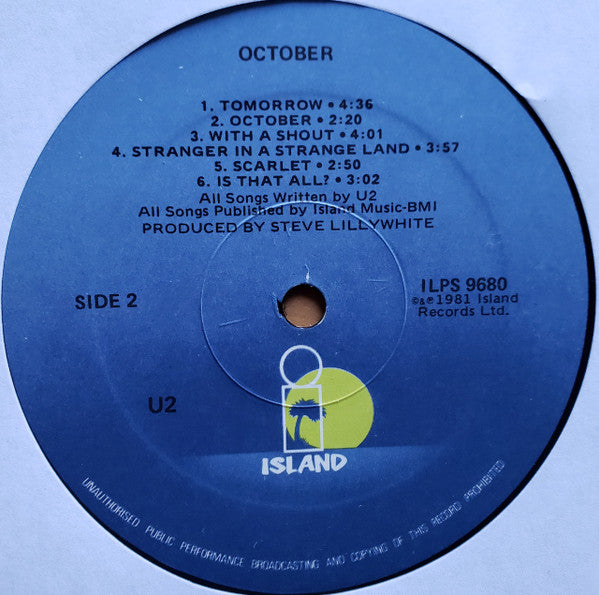 OCTOBER
1. TOMORROW • 4:36
2. OCTOBER • 2:20
3. WITH A SHOUT • 4:01
4. STRANGER IN A STRANGE LAND • 3:57
5. SCARLET • 2:50
6. IS THAT ALL? • 3:02
All Songs Written by U2
All Songs Published by Island Music-BMI
PRODUCED BY STEVE LILLYWHITE
SIDE 2
ILPS 9680
©&℗1981 Island
Records Ltd.
U2
ISLAND
UNAUTHORISED PUBLIC PERFORMANCE BROADCASTING AND COPYING OF THIS RECORD PROHIBITED